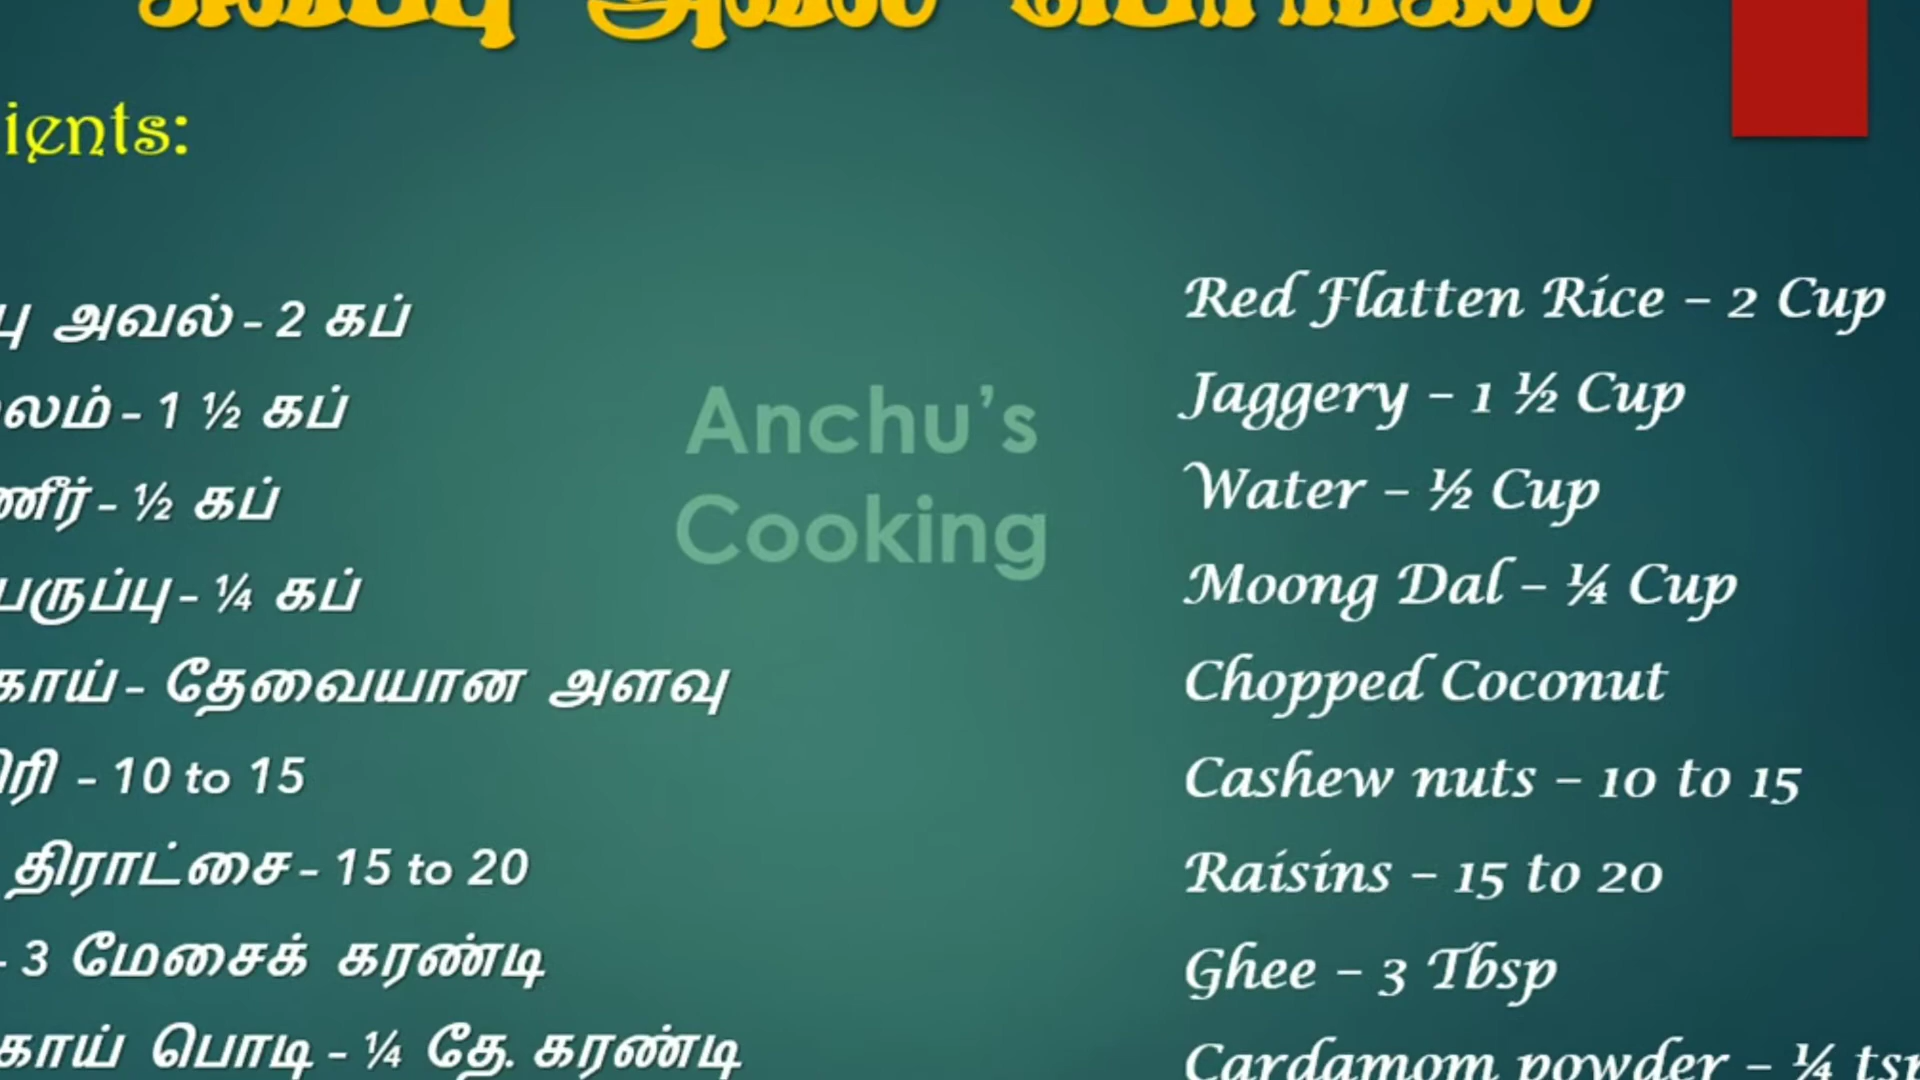 சிவப்பு அவல் பொங்கல்
ients:
பு அவல் - 2 கப்
லம் - 1 ½ கப்
ணீர் - ½ கப்
பருப்பு - ¼ கப்
காய் - தேவையான அளவு
திரி - 10 to 15
திராட்சை - 15 to 20
- 3 மேசைக் கரண்டி
காய் பொடி - ¼ தே. கரண்டி
Anchu's
Cooking
Red Flatten Rice – 2 Cup
Jaggery – 1 ½ Cup
Water – ½ Cup
Moong Dal – ¼ Cup
Chopped Coconut
Cashew nuts – 10 to 15
Raisins – 15 to 20
Ghee – 3 Tbsp
Cardamom powder – ¼ tsp